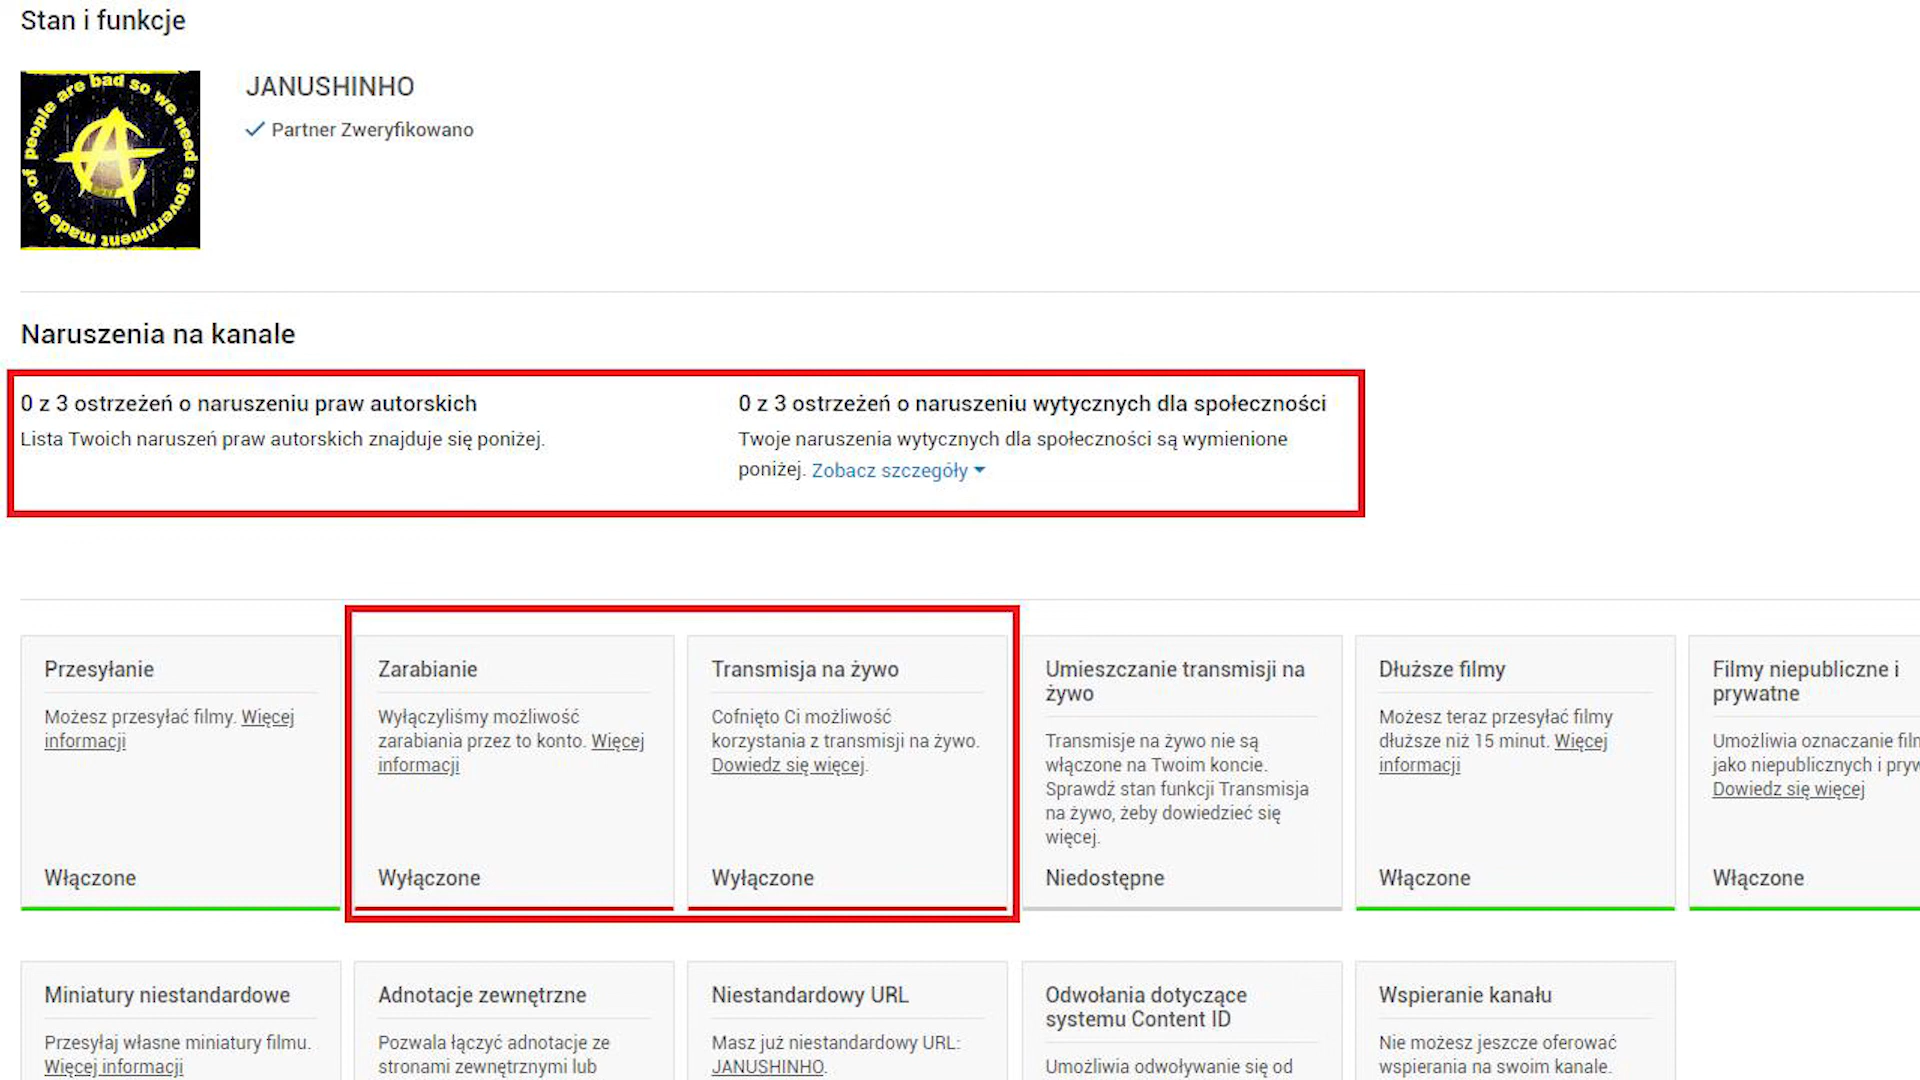 Stan i funkcje
people are bad so we need a government made up of
JANUSHINHO
Partner Zweryfikowano
Naruszenia na kanale
0 z 3 ostrzeżeń o naruszeniu praw autorskich
Lista Twoich naruszeń praw autorskich znajduje się poniżej.
0 z 3 ostrzeżeń o naruszeniu wytycznych dla społeczności
Twoje naruszenia wytycznych dla społeczności są wymienione
poniżej. Zobacz szczegóły
Przesyłanie
Możesz przesyłać filmy. Więcej
informacji
Włączone
Zarabianie
Wyłączyliśmy możliwość
zarabiania przez to konto. Więcej
informacji
Wyłączone
Transmisja na żywo
Cofnięto Ci możliwość
korzystania z transmisji na żywo.
Dowiedz się więcej.
Wyłączone
Umieszczanie transmisji na
żywo
Transmisje na żywo nie są
włączone na Twoim koncie.
Sprawdź stan funkcji Transmisja
na żywo, żeby dowiedzieć się
więcej.
Niedostępne
Dłuższe filmy
Możesz teraz przesyłać filmy
dłuższe niż 15 minut. Więcej
informacji
Włączone
Filmy niepubliczne i
prywatne
Umożliwia oznaczanie
jako niepublicznych i
Dowiedz się więcej
Włączone
Miniatury niestandardowe
Przesyłaj własne miniatury filmu.
Więcej informacji
Adnotacje zewnętrzne
Pozwala łączyć adnotacje ze
stronami zewnętrznymi lub
Niestandardowy URL
Masz już niestandardowy URL:
JANUSHINHO.
Odwołania dotyczące
systemu Content ID
Umożliwia odwoływanie się od
Wspieranie kanału
Nie możesz jeszcze oferować
wspierania na swoim kanale.